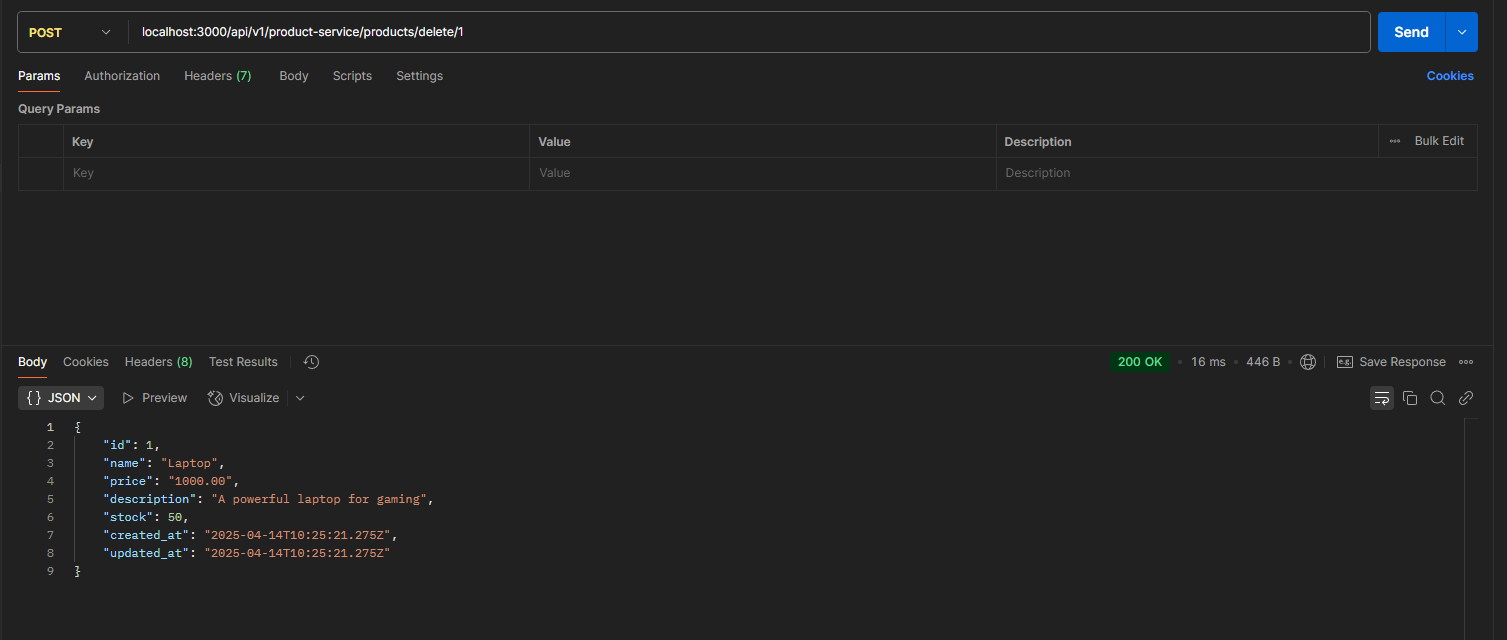 POST localhost:3000/api/v1/product-service/products/delete/1 Send
Params Authorization Headers (7) Body Scripts Settings Cookies
Query Params
Key Value Description Bulk Edit
Key Value Description
Body Cookies Headers (8) Test Results 200 OK 16 ms 446 B e.g. Save Response
{} JSON Preview Visualize
1 {
2 "id": 1,
3 "name": "Laptop",
4 "price": "1000.00",
5 "description": "A powerful laptop for gaming",
6 "stock": 50,
7 "created_at": "2025-04-14T10:25:21.275Z",
8 "updated_at": "2025-04-14T10:25:21.275Z"
9 }